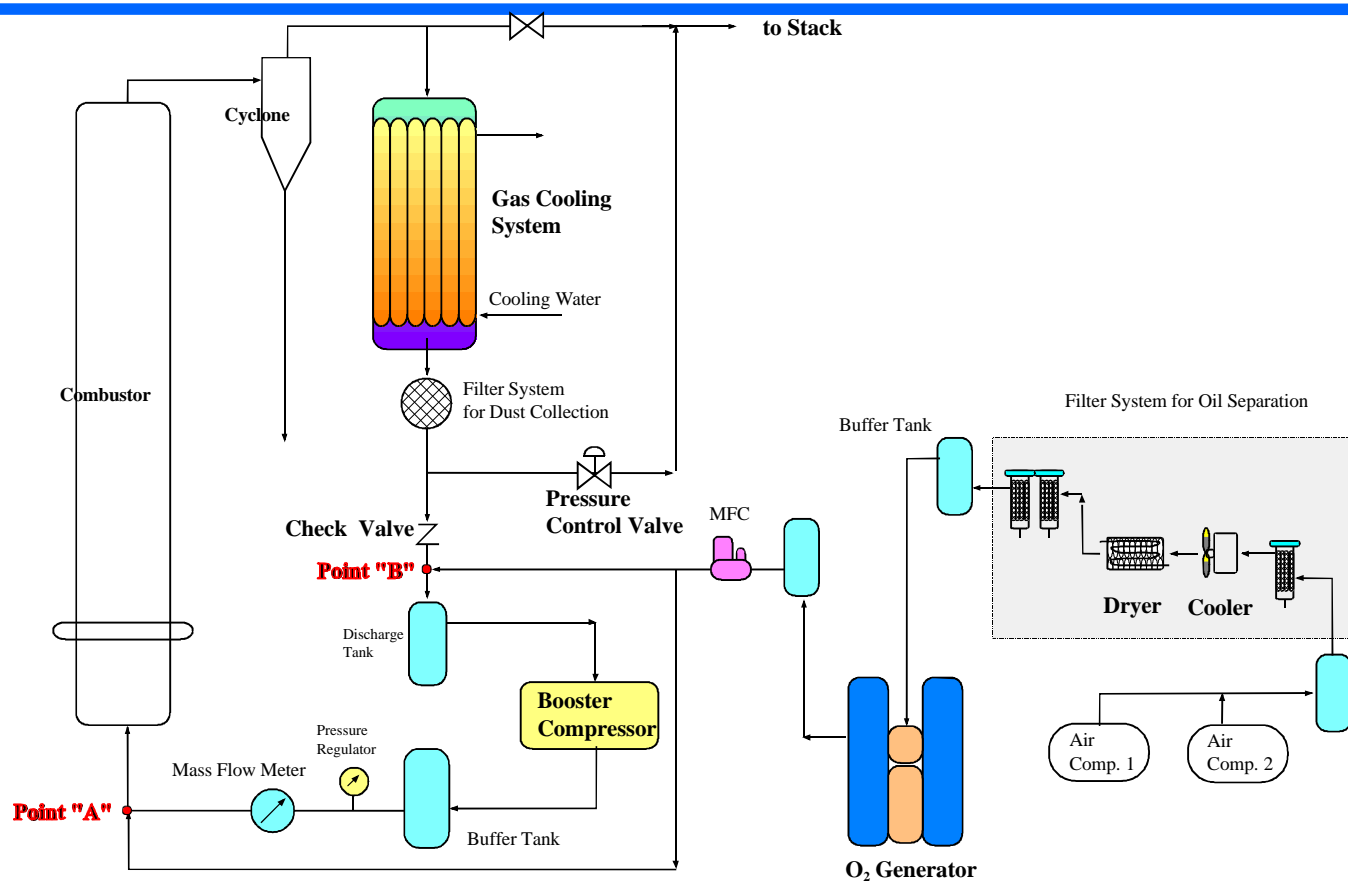 to Stack
Cyclone
Gas Cooling
System
Cooling Water
Combustor
Filter System
for Dust Collection
Filter System for Oil Separation
Buffer Tank
Pressure
Control Valve
MFC
Check Valve
Point "B"
Dryer
Cooler
Discharge
Tank
Booster
Compressor
Pressure
Regulator
Mass Flow Meter
Air
Comp. 1
Air
Comp. 2
Point "A"
Buffer Tank
O₂ Generator